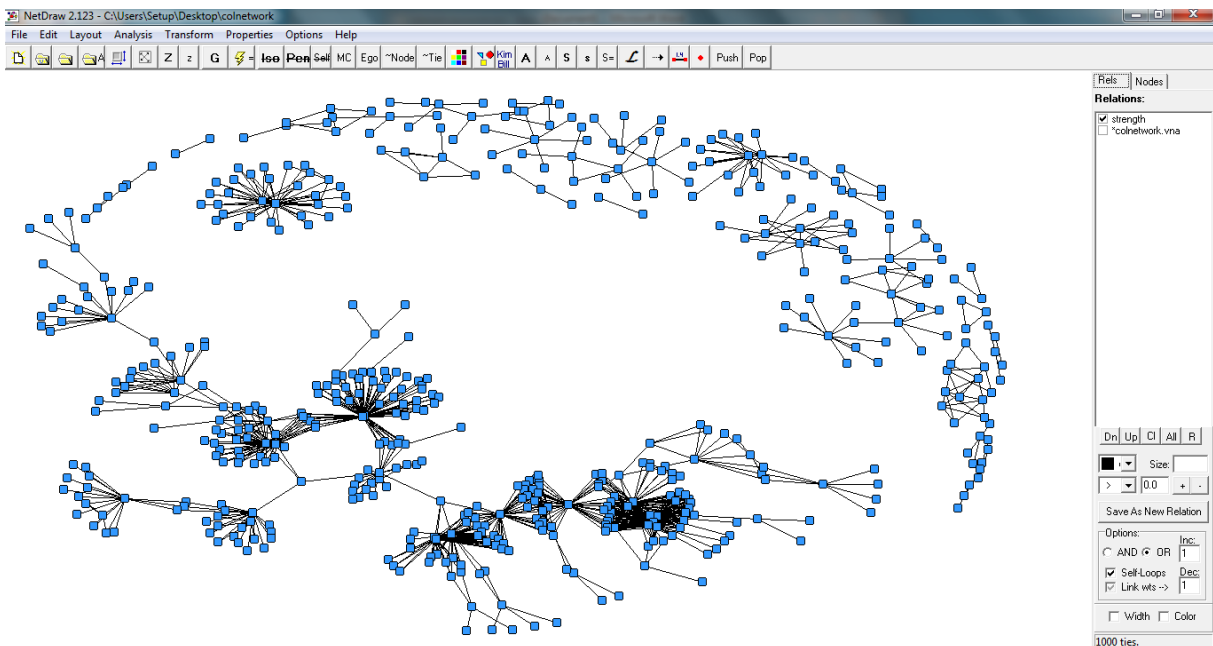 NetDraw 2.123 - C:\Users\Setup\Desktop\colnetwork
File Edit Layout Analysis Transform Properties Options Help
A Z z G = Iso Pen Self MC Ego ~Node ~Tie Kim Bill A A S s S= L L4 Push Pop
Rels Nodes
Relations:
strength
*colnetwork.vna
Dn Up Cl All R
Size:
> 0.0 + -
Save As New Relation
Options:
Inc:
AND OR 1
Self-Loops Dec:
Link wts --> 1
Width Color
1000 ties.